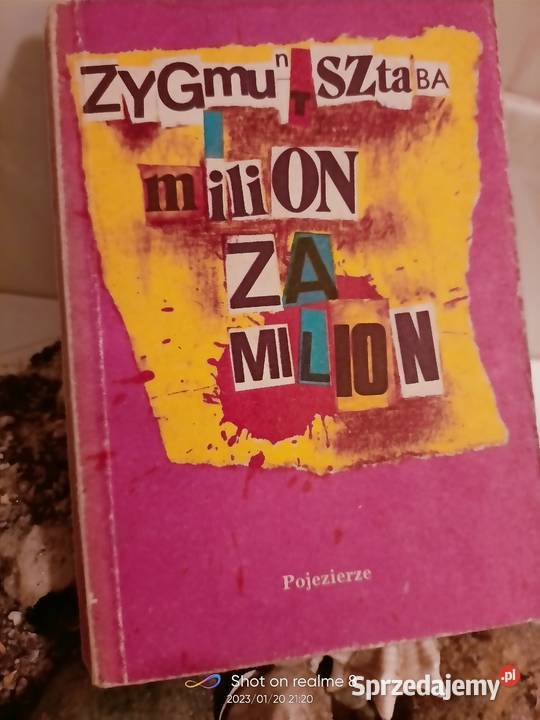 ZYGmunT SZtaBA
miliON
ZA
MILION
Pojezierze
Shot on realme 8
2023/01/20 21:20
Sprzedajemy.pl